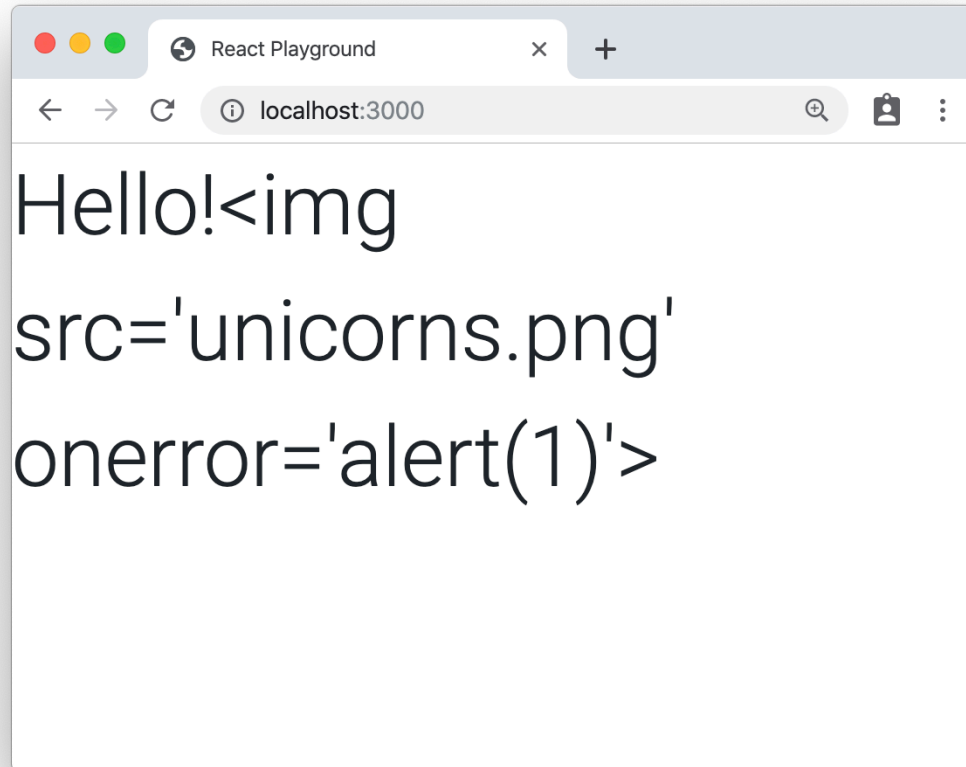 React Playground
localhost:3000
Hello!<img
src='unicorns.png'
onerror='alert(1)'>